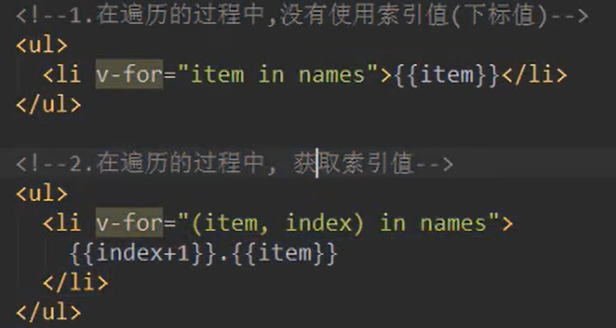 <!--1.在遍历的过程中,没有使用索引值(下标值)-->
<ul>
<li v-for="item in names">{{item}}</li>
</ul>
<!--2.在遍历的过程中, 获取索引值-->
<ul>
<li v-for="(item, index) in names">
{{index+1}}.{{item}}
</li>
</ul>